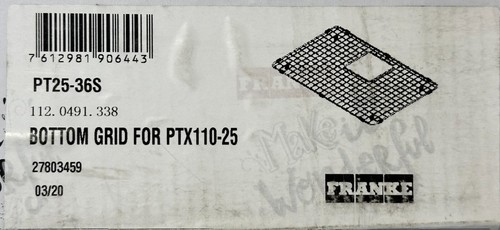 7 612981 906443
PT25-36S
112.0491.338
BOTTOM GRID FOR PTX110-25
27803459
03/20
FRANKE
Make it
Wonderful
FRANKE